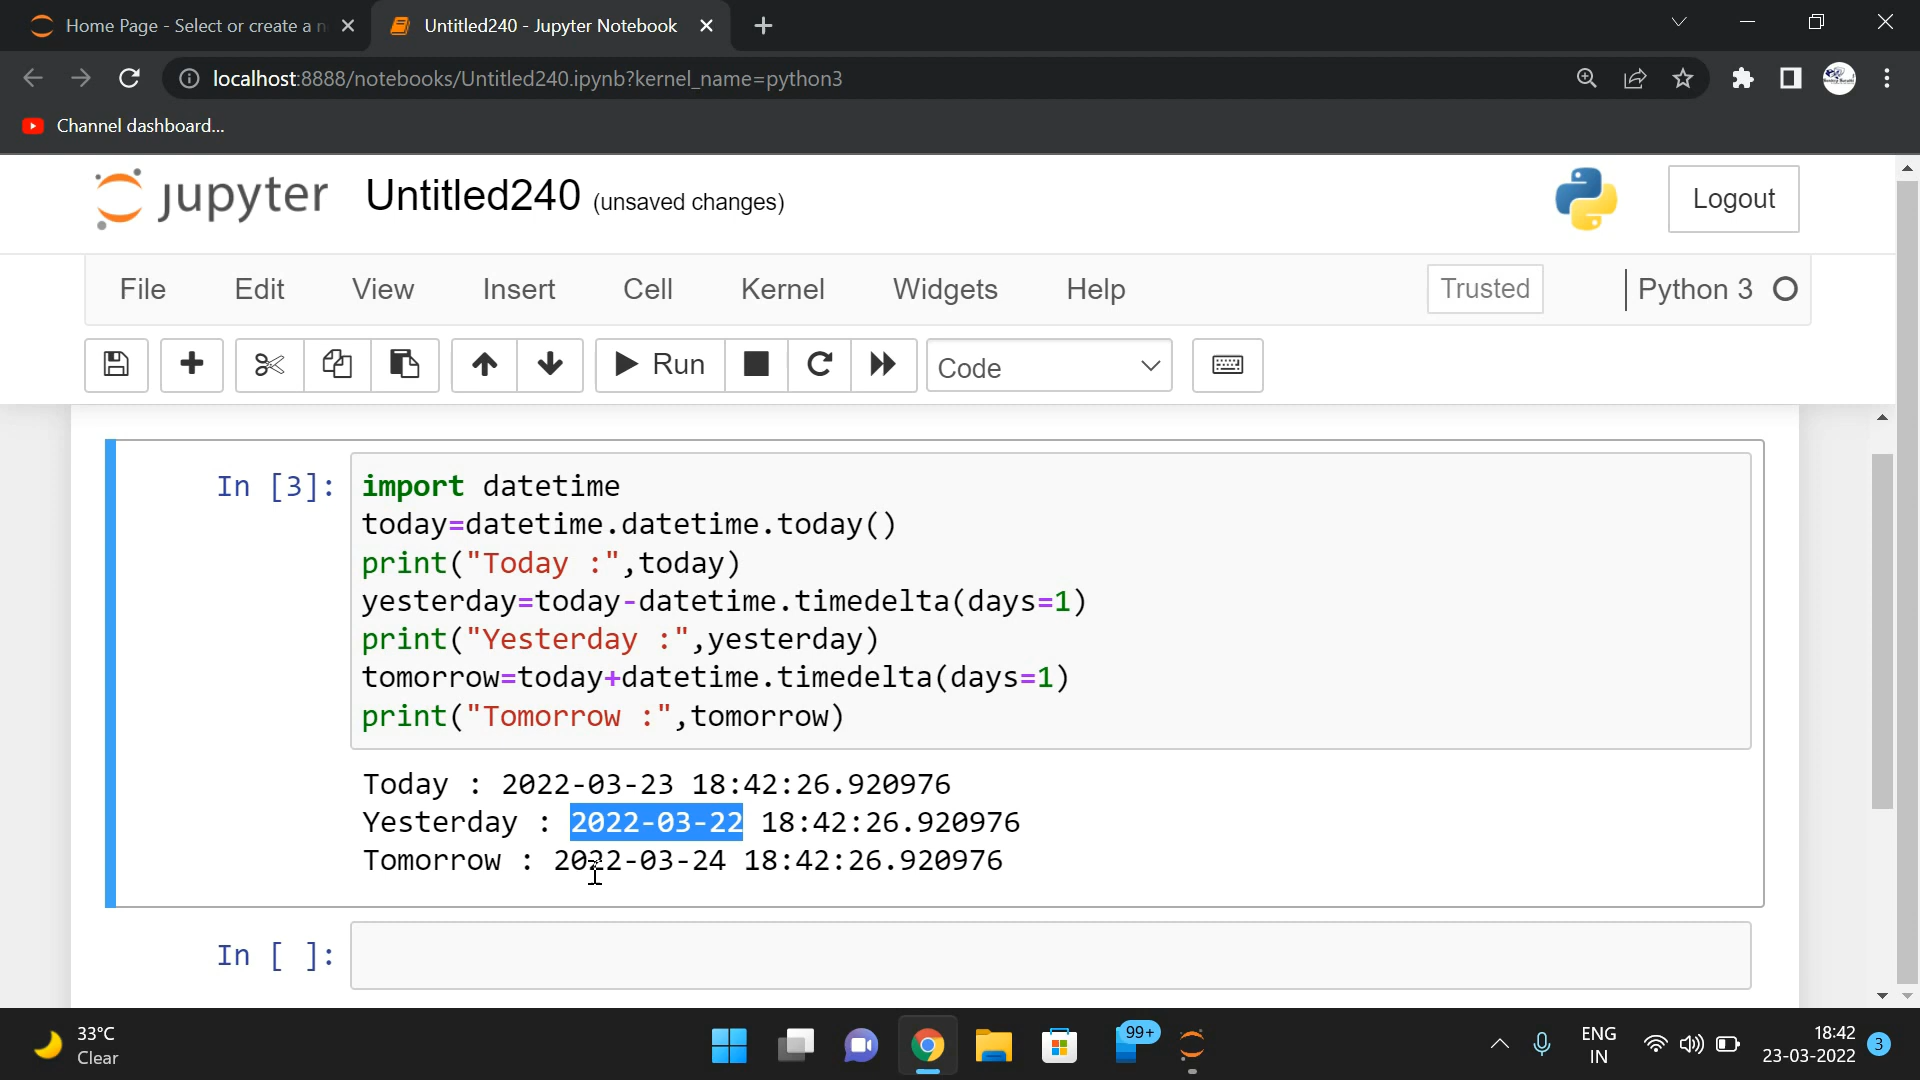 Home Page - Select or create a n
Untitled240 - Jupyter Notebook
localhost:8888/notebooks/Untitled240.ipynb?kernel_name=python3
Channel dashboard...
jupyter Untitled240 (unsaved changes)
Logout
File Edit View Insert Cell Kernel Widgets Help Trusted Python 3
Run Code
In [3]:
import datetime
today=datetime.datetime.today()
print("Today :",today)
yesterday=today-datetime.timedelta(days=1)
print("Yesterday :",yesterday)
tomorrow=today+datetime.timedelta(days=1)
print("Tomorrow :",tomorrow)
Today : 2022-03-23 18:42:26.920976
Yesterday : 2022-03-22 18:42:26.920976
Tomorrow : 2022-03-24 18:42:26.920976
In [ ]:
33°C
Clear
99+
ENG
IN
18:42
23-03-2022
3